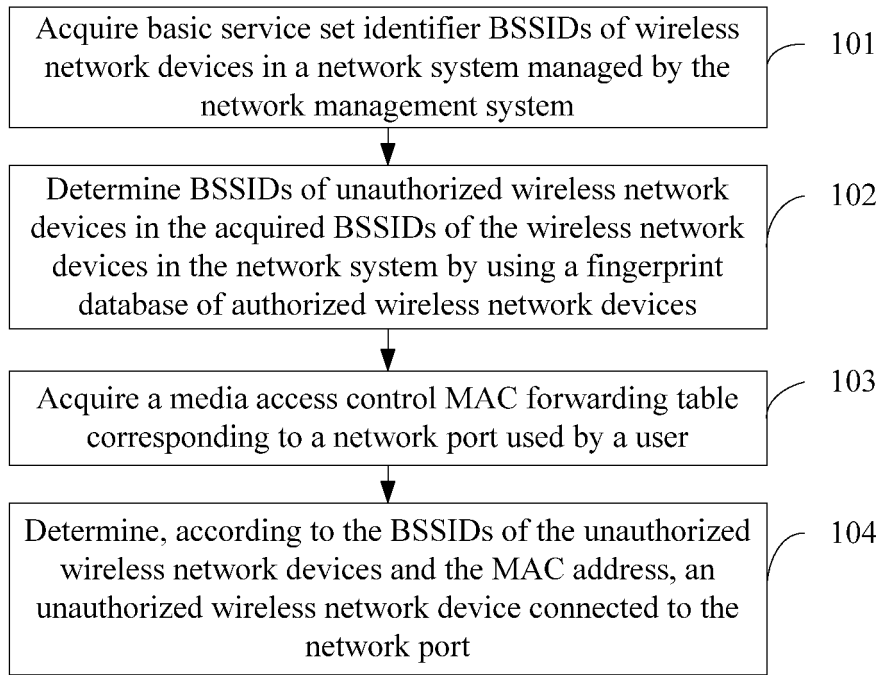 Acquire basic service set identifier BSSIDs of wireless
network devices in a network system managed by the
network management system
101
Determine BSSIDs of unauthorized wireless network
devices in the acquired BSSIDs of the wireless network
devices in the network system by using a fingerprint
database of authorized wireless network devices
102
Acquire a media access control MAC forwarding table
corresponding to a network port used by a user
103
Determine, according to the BSSIDs of the unauthorized
wireless network devices and the MAC address, an
unauthorized wireless network device connected to the
network port
104